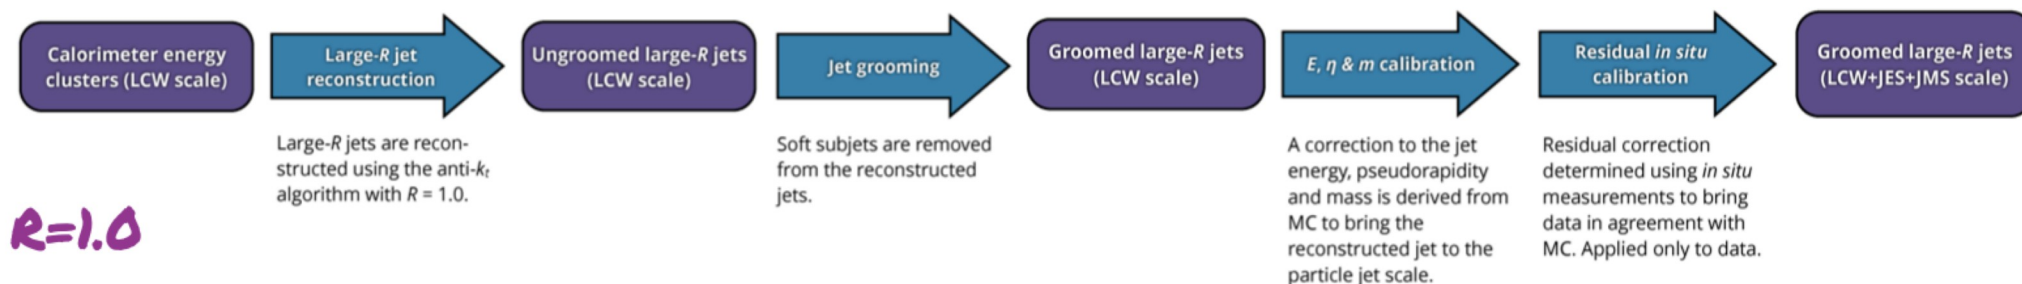 Calorimeter energy
clusters (LCW scale)
Large-R jet
reconstruction
Ungroomed large-R jets
(LCW scale)
Jet grooming
Groomed large-R jets
(LCW scale)
E, η & m calibration
Residual in situ
calibration
Groomed large-R jets
(LCW+JES+JMS scale)
Large-R jets are recon-
structed using the anti-kt
algorithm with R = 1.0.
Soft subjets are removed
from the reconstructed
jets.
A correction to the jet
energy, pseudorapidity
and mass is derived from
MC to bring the
reconstructed jet to the
particle jet scale.
Residual correction
determined using in situ
measurements to bring
data in agreement with
MC. Applied only to data.
R=1.0